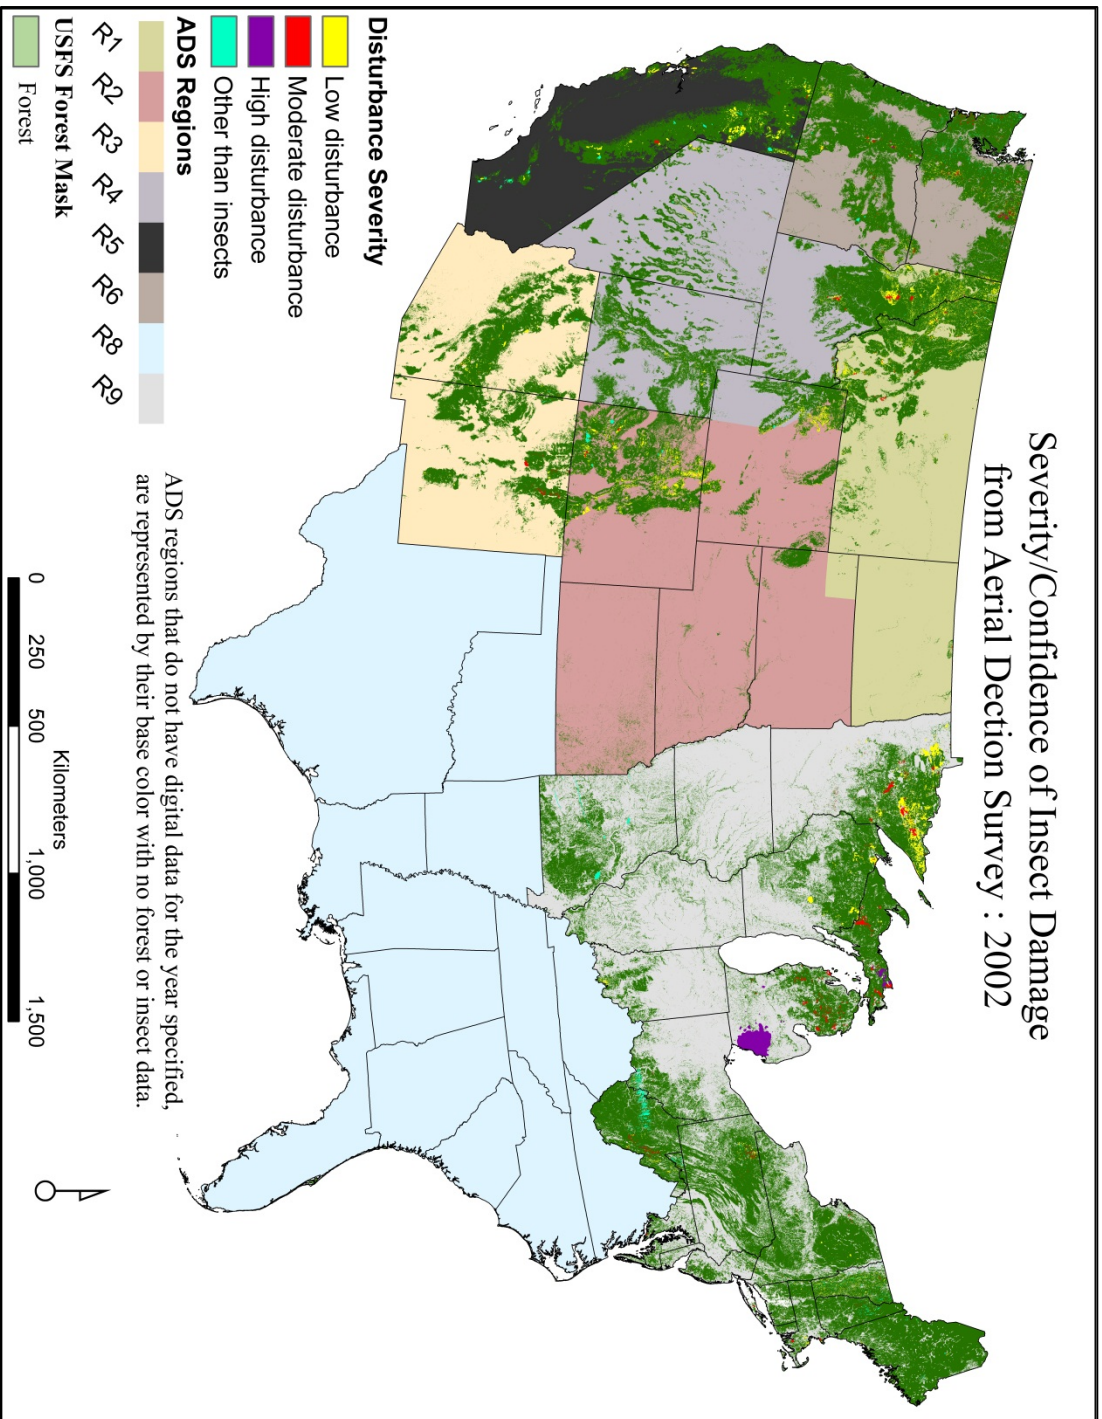 Severity/Confidence of Insect Damage
from Aerial Dection Survey : 2002
Disturbance Severity
Low disturbance
Moderate disturbance
High disturbance
Other than insects
ADS Regions
R1 R2 R3 R4 R5 R6 R8 R9
USFS Forest Mask
Forest
ADS regions that do not have digital data for the year specified,
are represented by their base color with no forest or insect data.
0 250 500 1,000 1,500
Kilometers